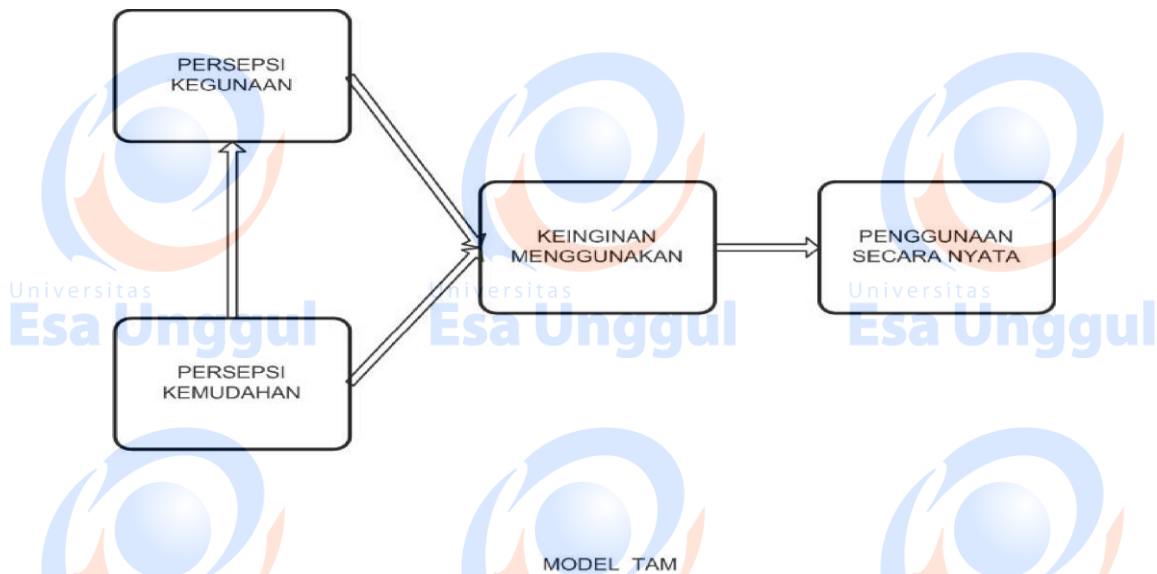 PERSEPSI
KEGUNAAN
KEINGINAN
MENGGUNAKAN
PENGGUNAAN
SECARA NYATA
Universitas
Esa Unggul
Universitas
Esa Unggul
Universitas
Esa Unggul
PERSEPSI
KEMUDAHAN
MODEL TAM